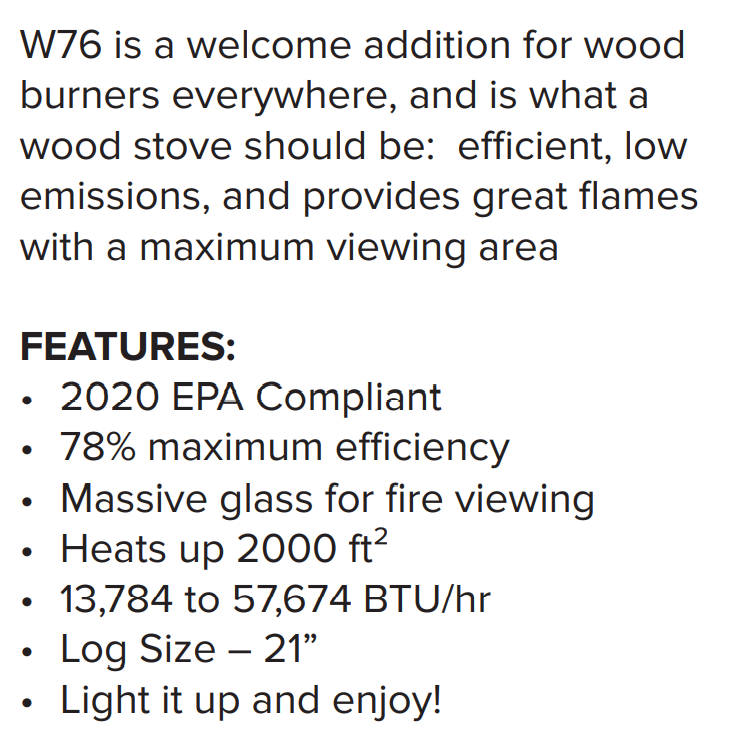 W76 is a welcome addition for wood
burners everywhere, and is what a
wood stove should be:  efficient, low
emissions, and provides great flames
with a maximum viewing area
FEATURES:
• 2020 EPA Compliant
• 78% maximum efficiency
• Massive glass for fire viewing
• Heats up 2000 ft²
• 13,784 to 57,674 BTU/hr
• Log Size – 21”
• Light it up and enjoy!